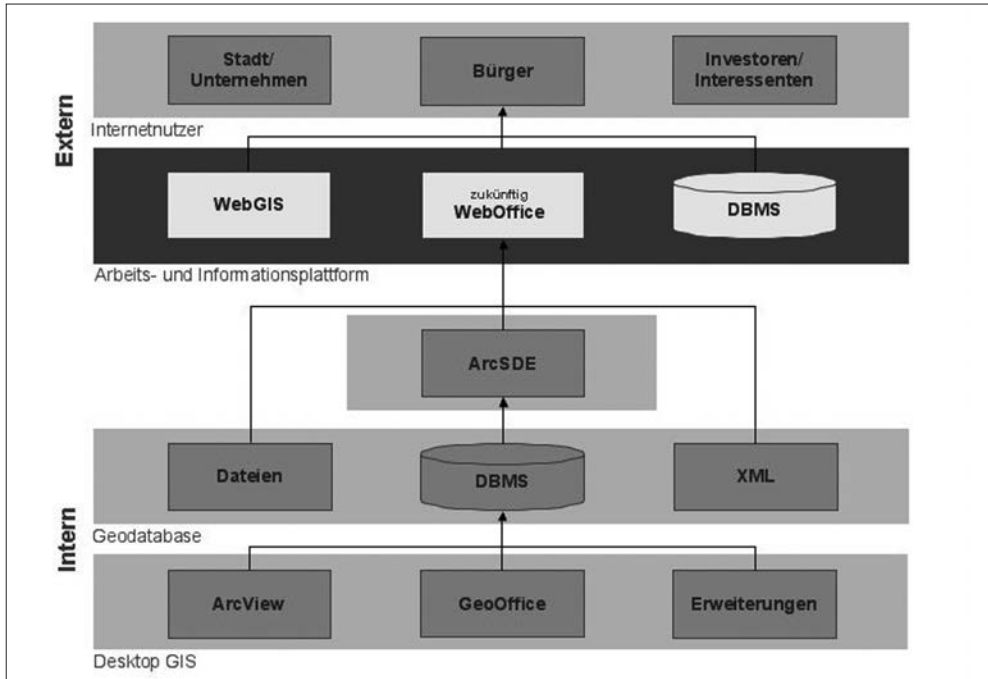 Extern
Stadt/
Unternehmen
Bürger
Investoren/
Interessenten
Internetnutzer
WebGIS
zukünftig
WebOffice
DBMS
Arbeits- und Informationsplattform
ArcSDE
Intern
Dateien
DBMS
XML
Geodatabase
ArcView
GeoOffice
Erweiterungen
Desktop GIS